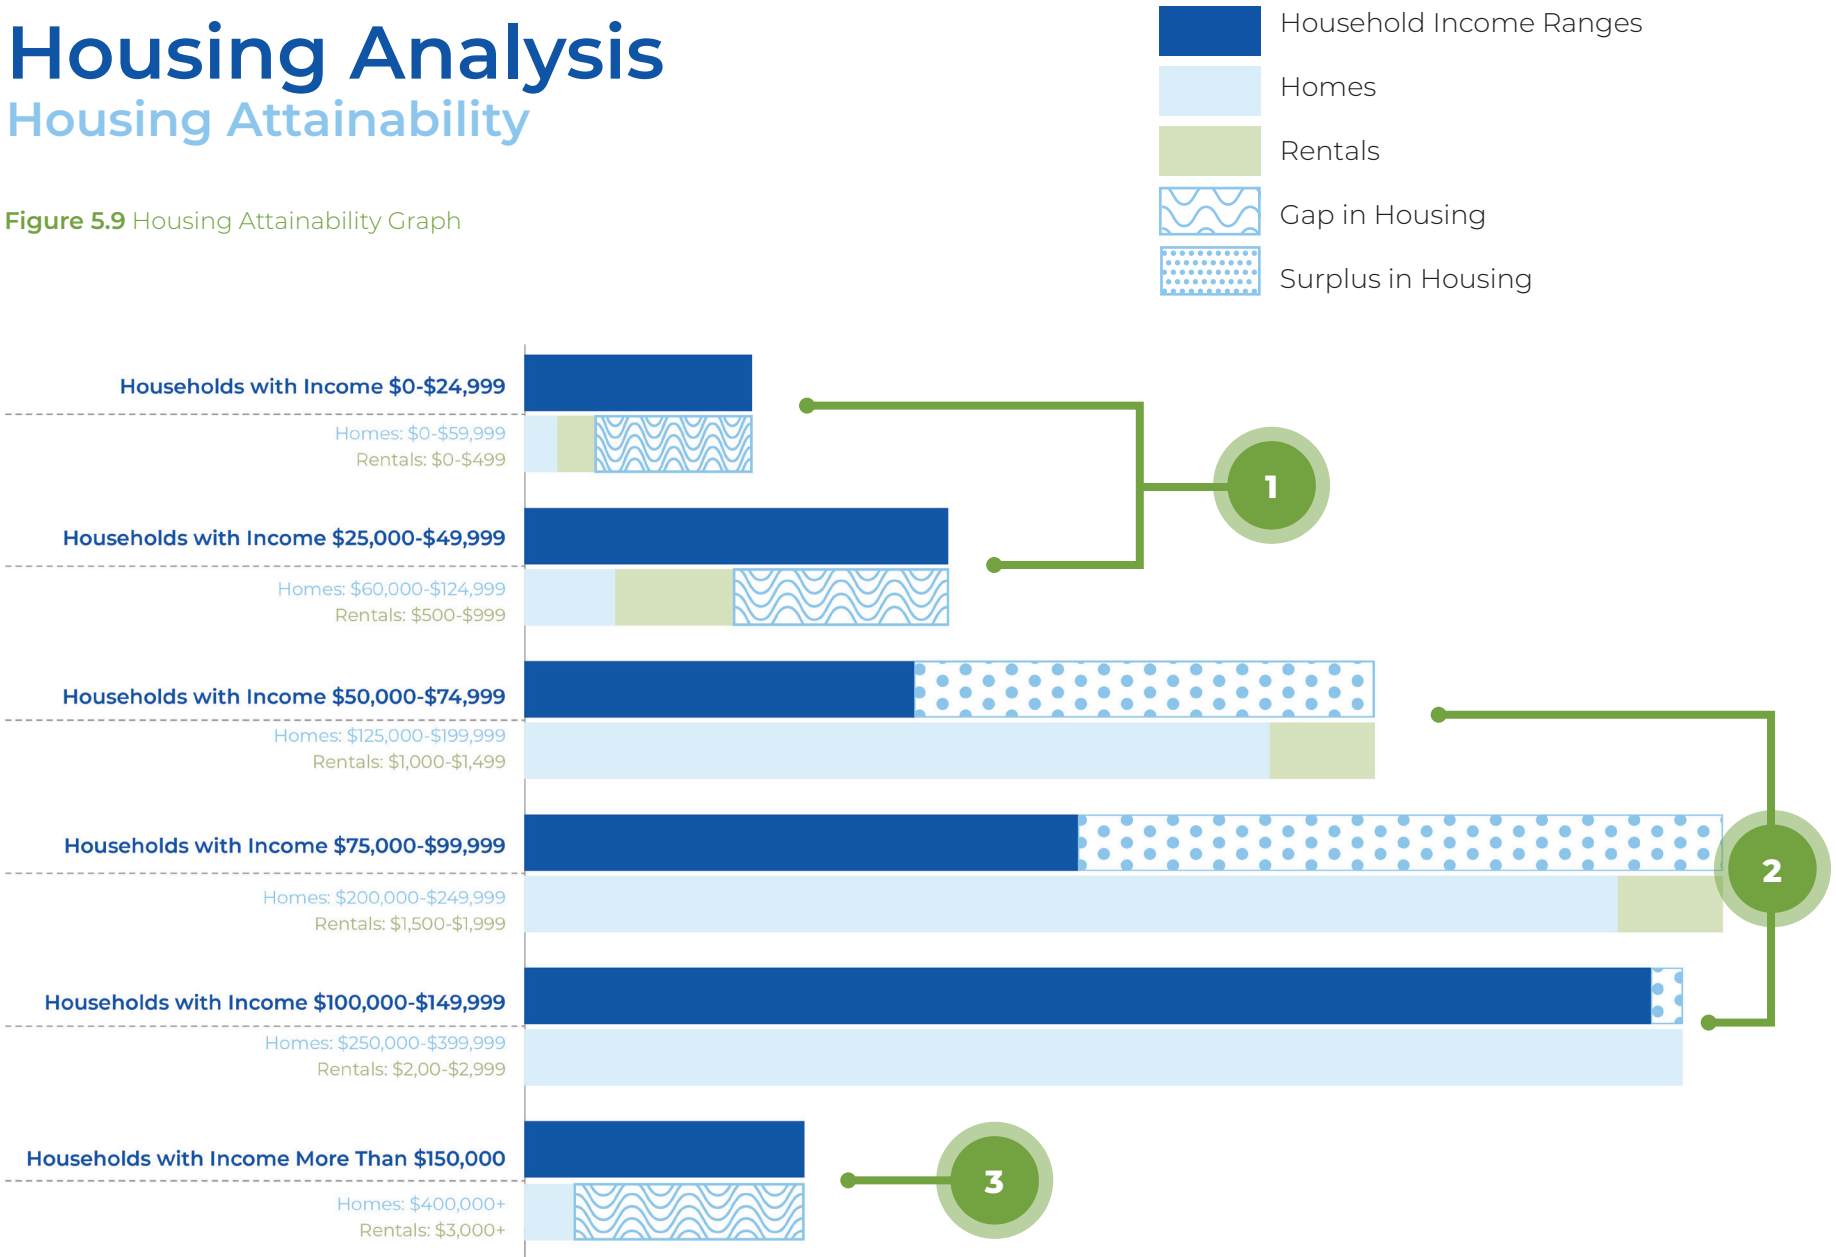 Housing Analysis
Housing Attainability
Figure 5.9 Housing Attainability Graph
Household Income Ranges
Homes
Rentals
Gap in Housing
Surplus in Housing
Households with Income $0-$24,999
Homes: $0-$59,999
Rentals: $0-$499
1
Households with Income $25,000-$49,999
Homes: $60,000-$124,999
Rentals: $500-$999
Households with Income $50,000-$74,999
Homes: $125,000-$199,999
Rentals: $1,000-$1,499
Households with Income $75,000-$99,999
2
Homes: $200,000-$249,999
Rentals: $1,500-$1,999
Households with Income $100,000-$149,999
Homes: $250,000-$399,999
Rentals: $2,00-$2,999
Households with Income More Than $150,000
3
Homes: $400,000+
Rentals: $3,000+